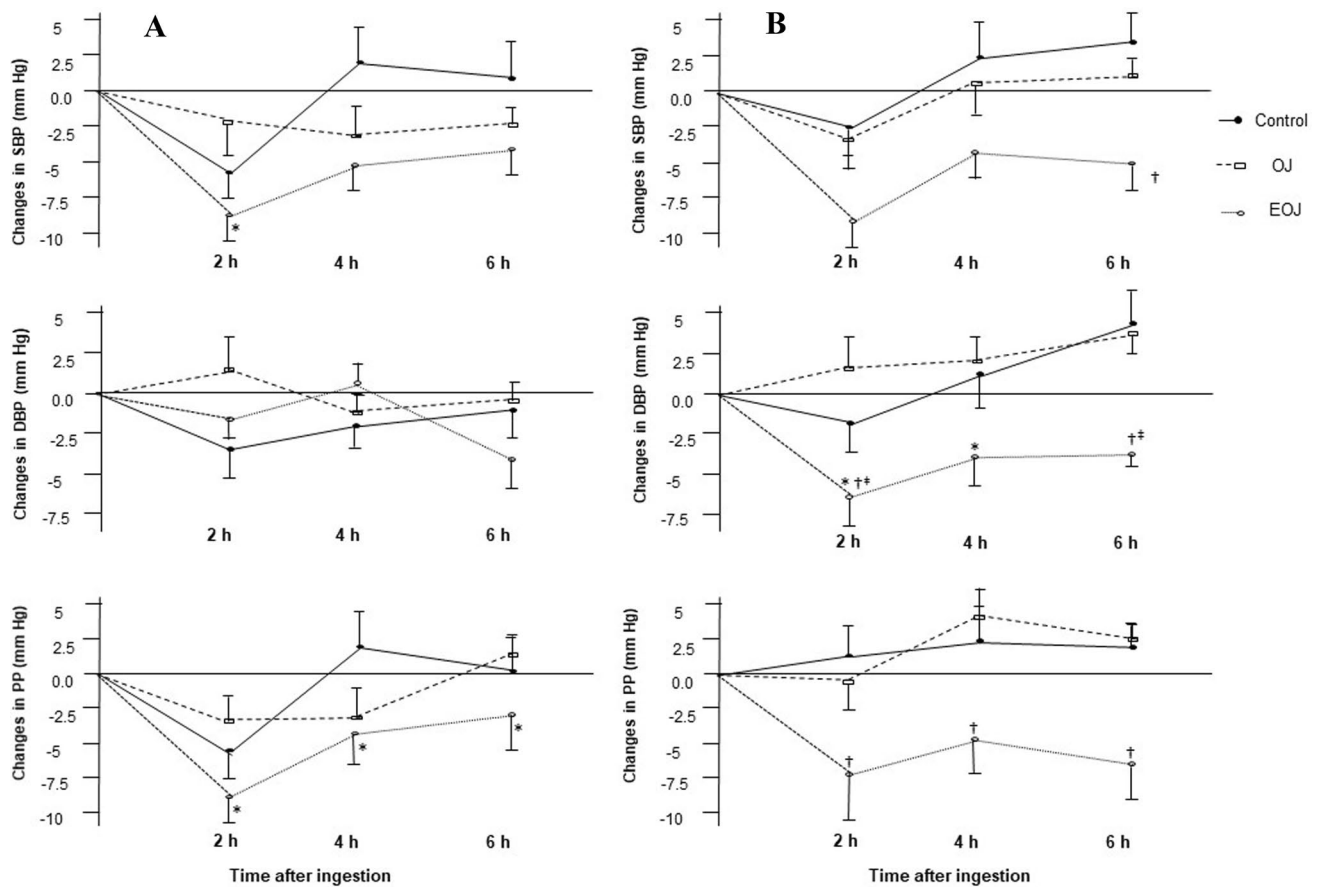 A
Changes in SBP (mm Hg)
5
2.5
0.0
-2.5
-5
-7.5
-10
*
2 h 4 h 6 h
B
Changes in SBP (mm Hg)
5
2.5
0.0
-2.5
-5
-7.5
-10
†
2 h 4 h 6 h
Control
OJ
EOJ
Changes in DBP (mm Hg)
5
2.5
0.0
-2.5
-5
-7.5
2 h 4 h 6 h
Changes in DBP (mm Hg)
5
2.5
0.0
-2.5
-5
-7.5
* †‡
*
†‡
2 h 4 h 6 h
Changes in PP (mm Hg)
5
2.5
0.0
-2.5
-5
-7.5
-10
*
*
*
2 h 4 h 6 h
Time after ingestion
Changes in PP (mm Hg)
5
2.5
0.0
-2.5
-5
-7.5
-10
†
†
†
2 h 4 h 6 h
Time after ingestion